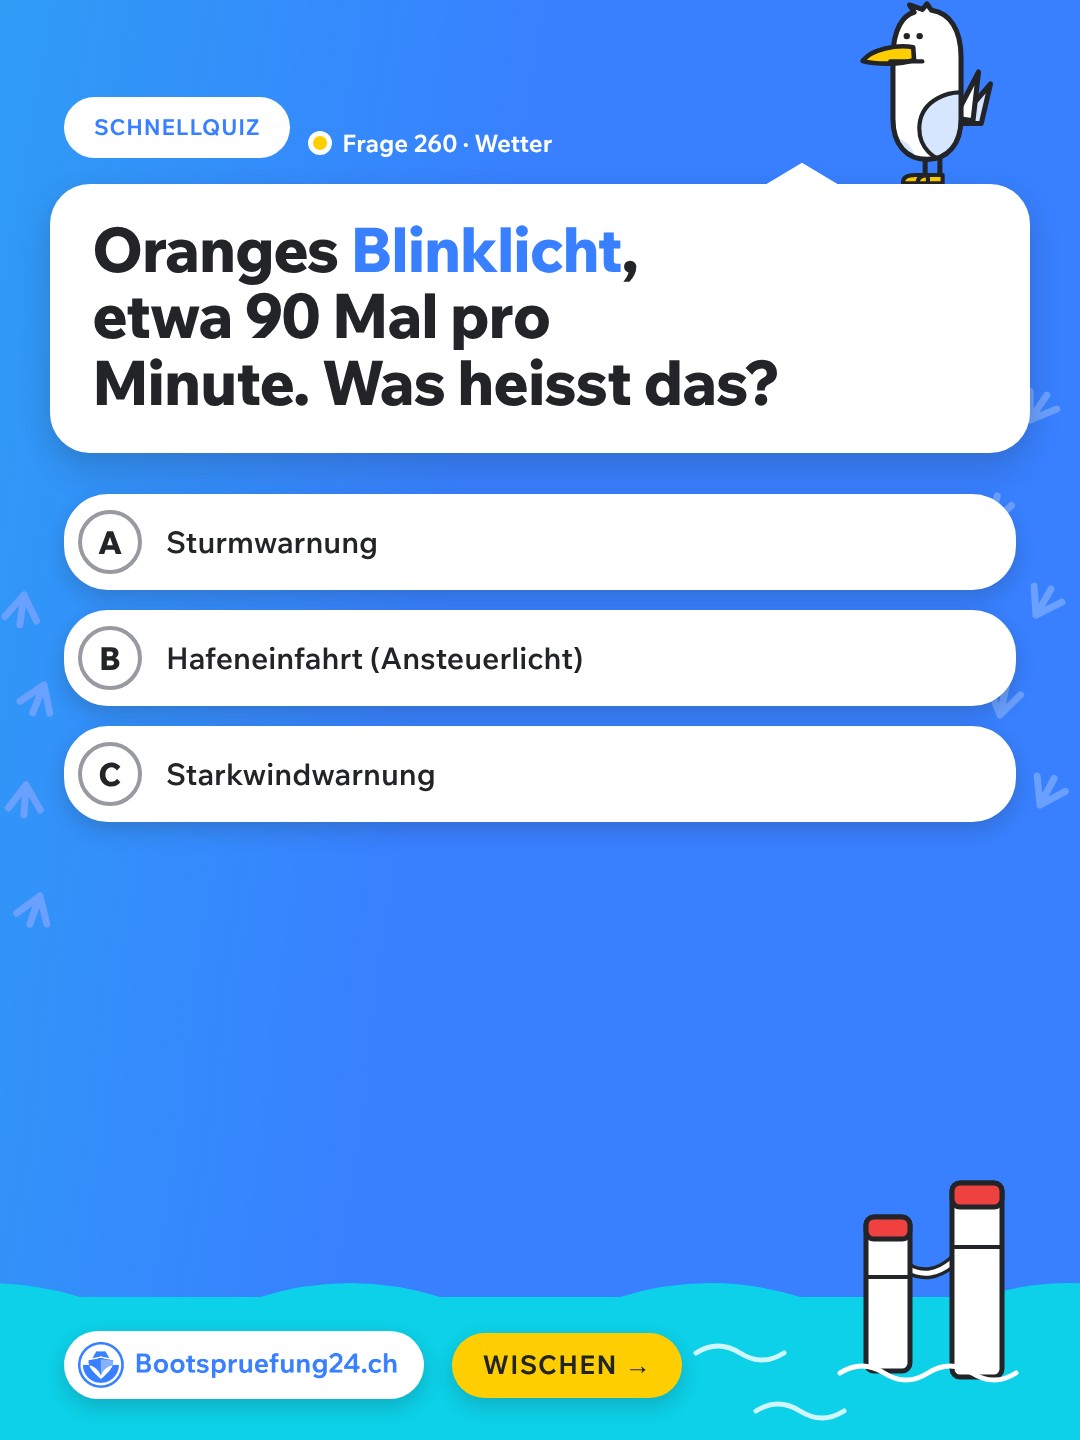 SCHNELLQUIZ
Frage 260 · Wetter
Oranges Blinklicht,
etwa 90 Mal pro
Minute. Was heisst das?
A Sturmwarnung
B Hafeneinfahrt (Ansteuerlicht)
C Starkwindwarnung
Bootspruefung24.ch
WISCHEN →